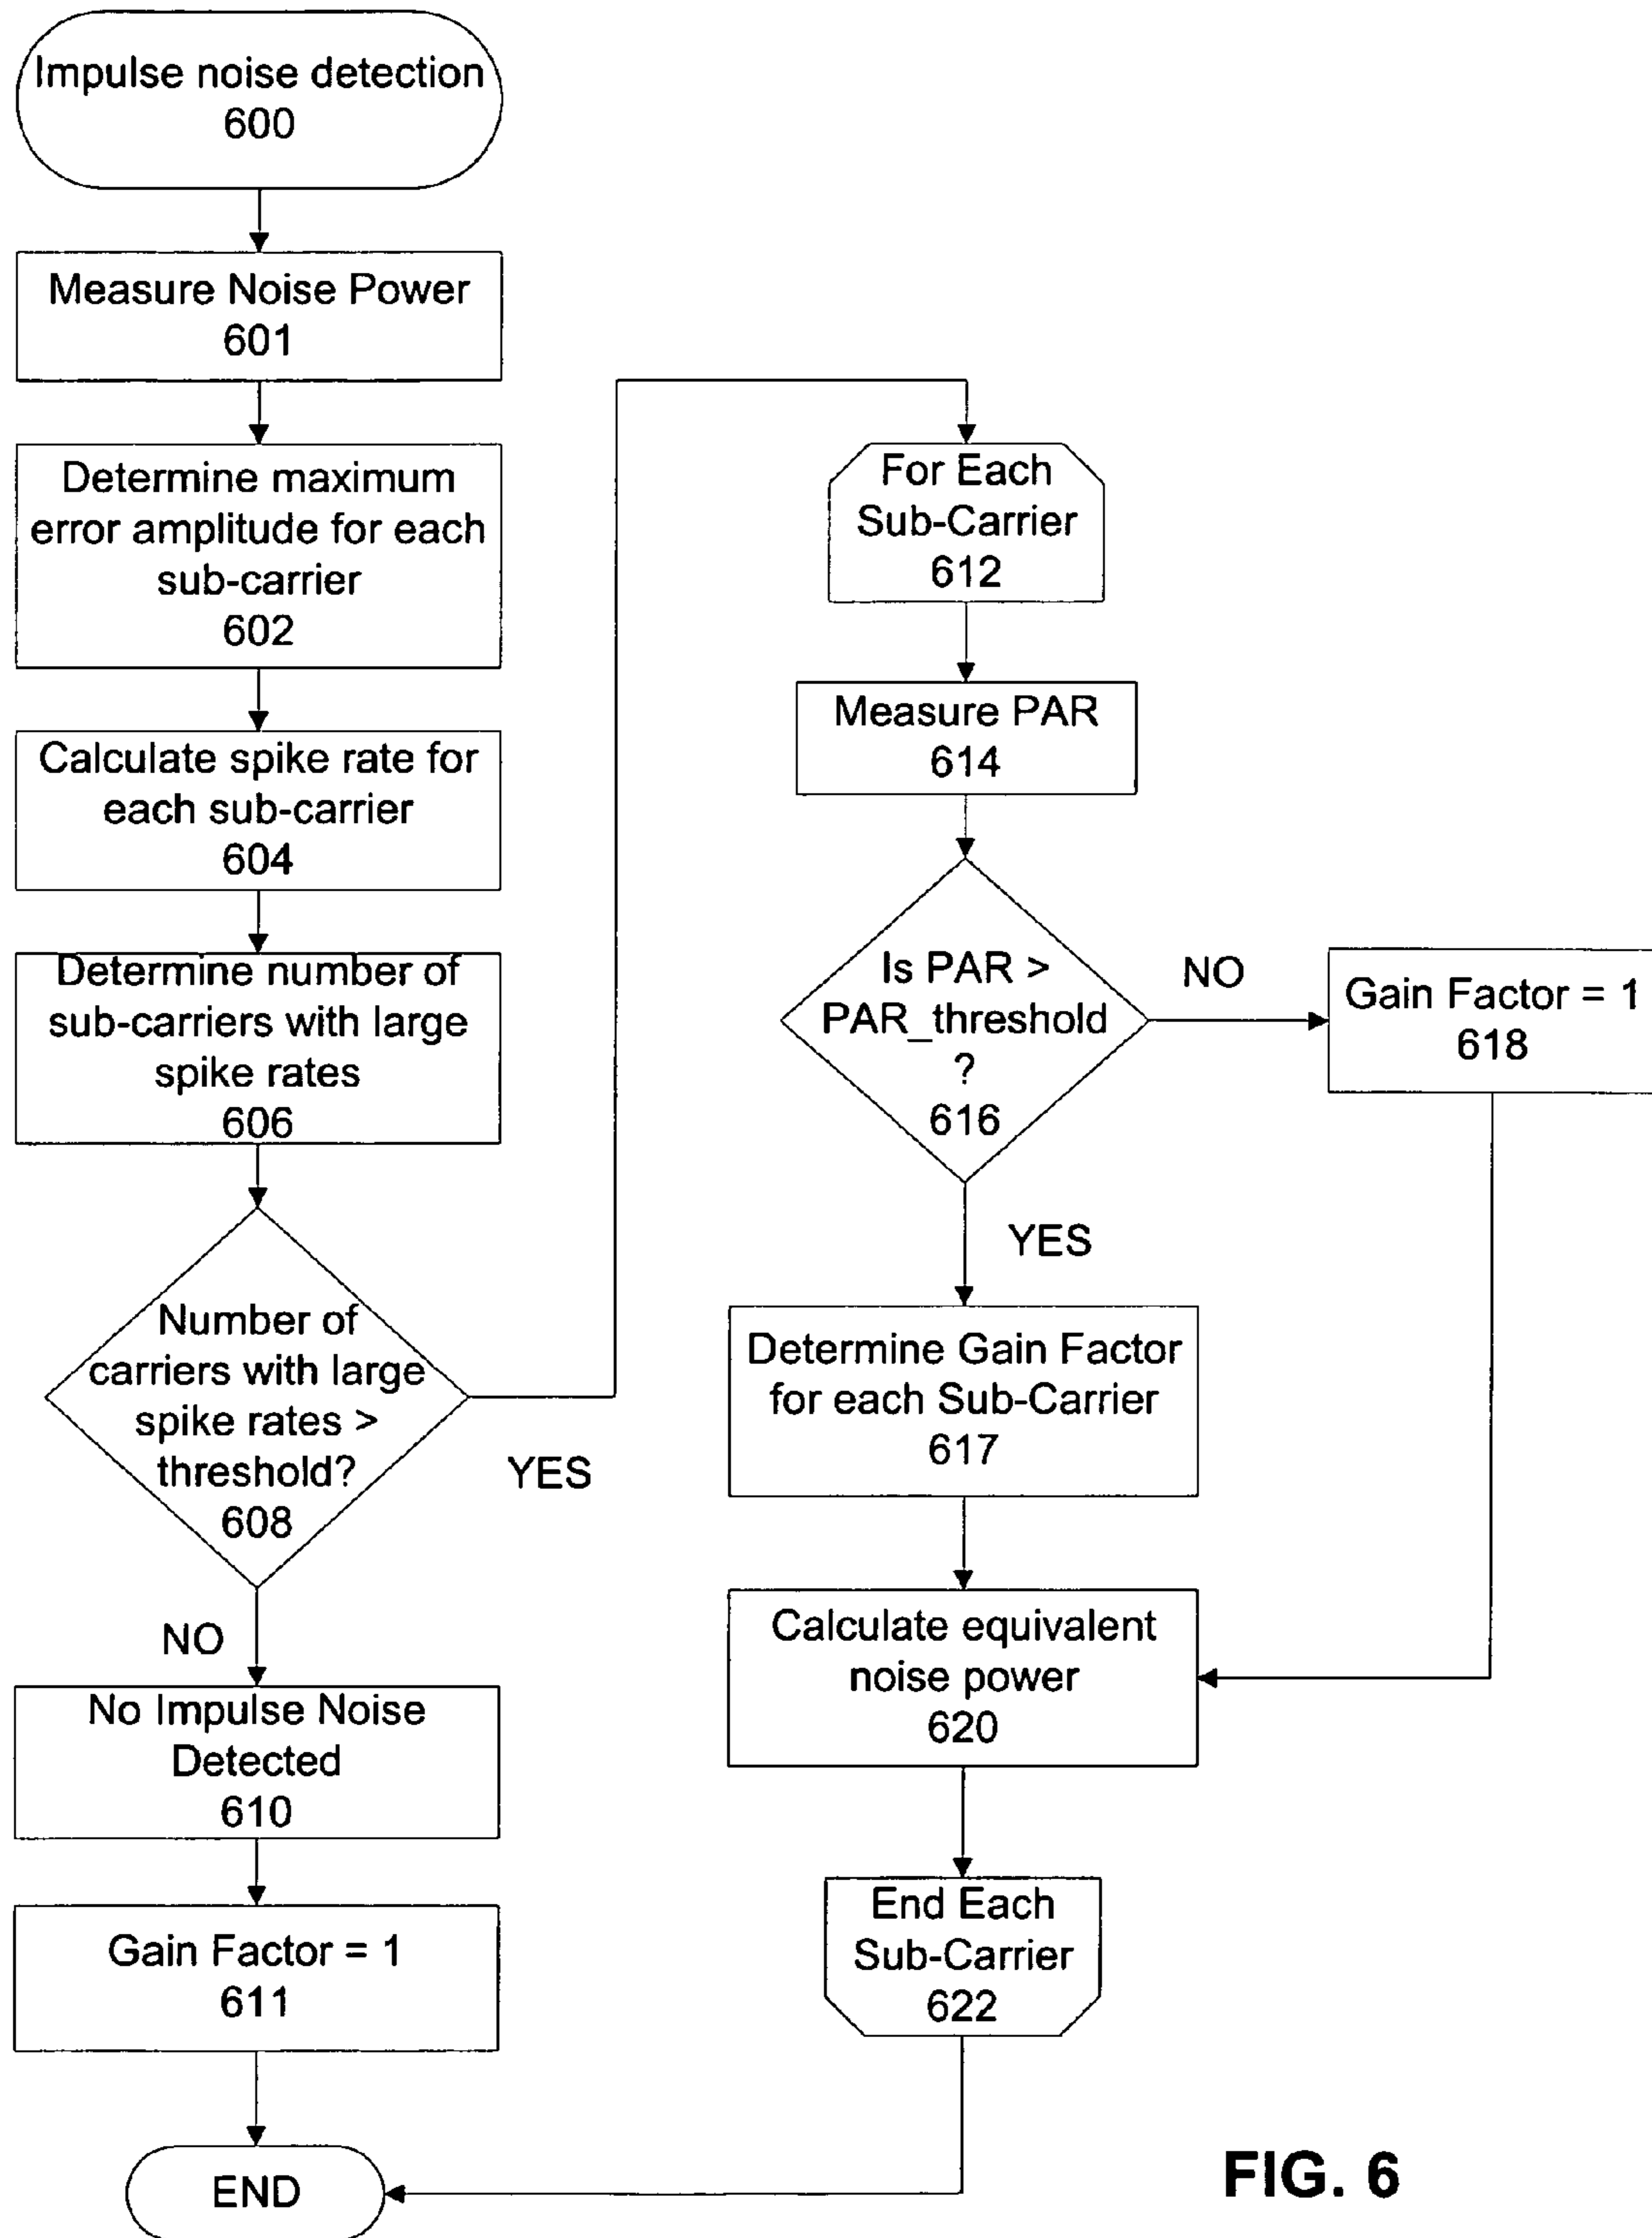 Impulse noise detection
600
Measure Noise Power
601
Determine maximum
error amplitude for each
sub-carrier
602
Calculate spike rate for
each sub-carrier
604
Determine number of
sub-carriers with large
spike rates
606
Number of
carriers with large
spike rates >
threshold?
608
YES
NO
No Impulse Noise
Detected
610
Gain Factor = 1
611
END
For Each
Sub-Carrier
612
Measure PAR
614
Is PAR >
PAR_threshold
?
616
NO
Gain Factor = 1
618
YES
Determine Gain Factor
for each Sub-Carrier
617
Calculate equivalent
noise power
620
End Each
Sub-Carrier
622
FIG. 6